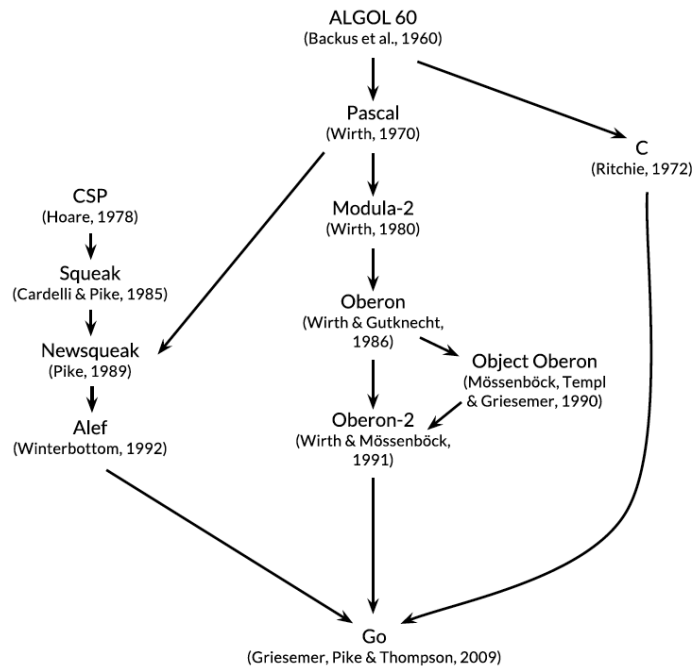 ALGOL 60
(Backus et al., 1960)
Pascal
(Wirth, 1970)
C
(Ritchie, 1972)
CSP
(Hoare, 1978)
Modula-2
(Wirth, 1980)
Squeak
(Cardelli & Pike, 1985)
Oberon
(Wirth & Gutknecht,
1986)
Newsqueak
(Pike, 1989)
Object Oberon
(Mössenböck, Templ
& Griesemer, 1990)
Oberon-2
(Wirth & Mössenböck,
1991)
Alef
(Winterbottom, 1992)
Go
(Griesemer, Pike & Thompson, 2009)